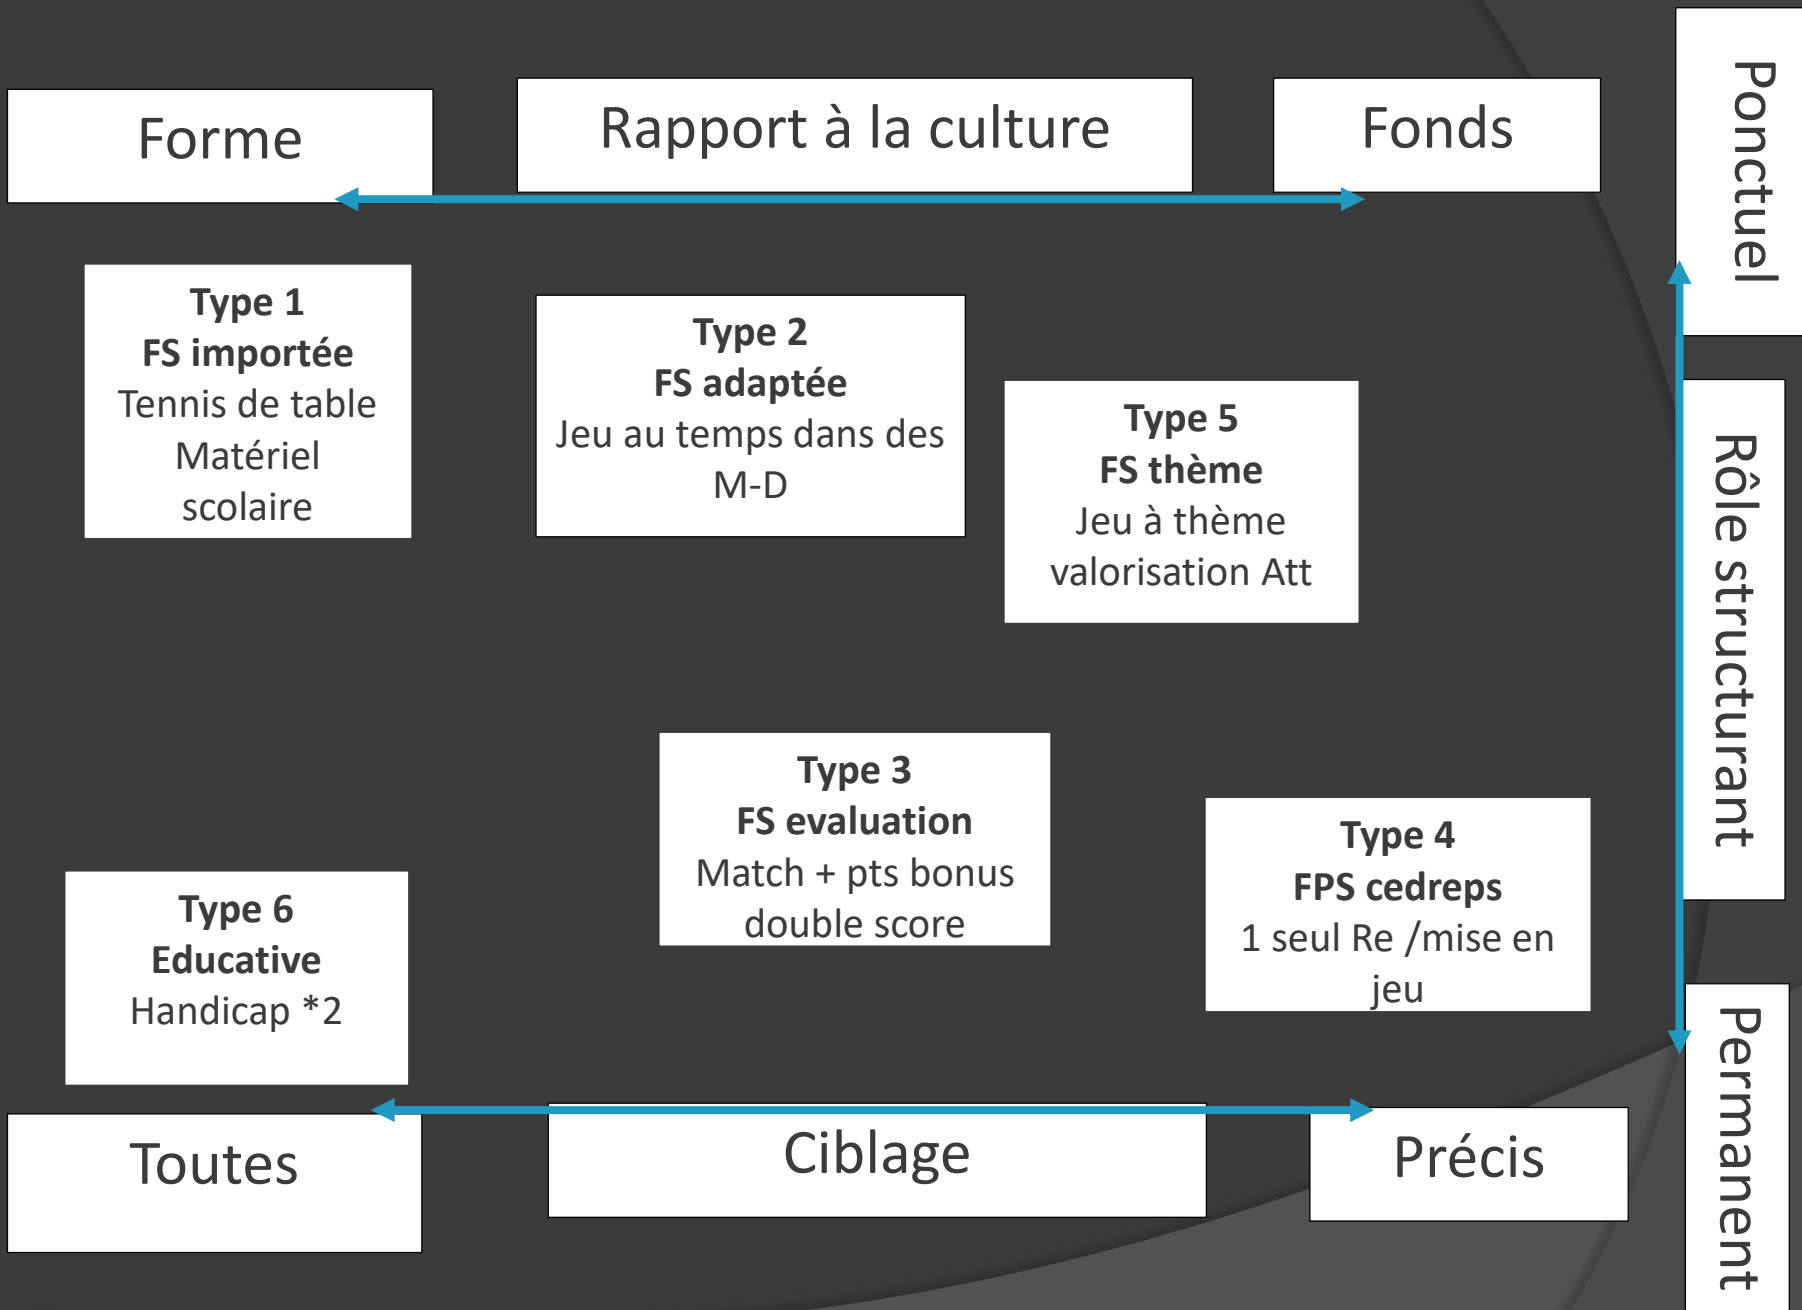 Forme
Rapport à la culture
Fonds
Ponctuel
Type 1
FS importée
Tennis de table
Matériel
scolaire
Type 2
FS adaptée
Jeu au temps dans des
M-D
Type 5
FS thème
Jeu à thème
valorisation Att
Rôle structurant
Type 3
FS evaluation
Match + pts bonus
double score
Type 4
FPS cedreps
1 seul Re /mise en
jeu
Type 6
Educative
Handicap *2
Toutes
Ciblage
Précis
Permanent